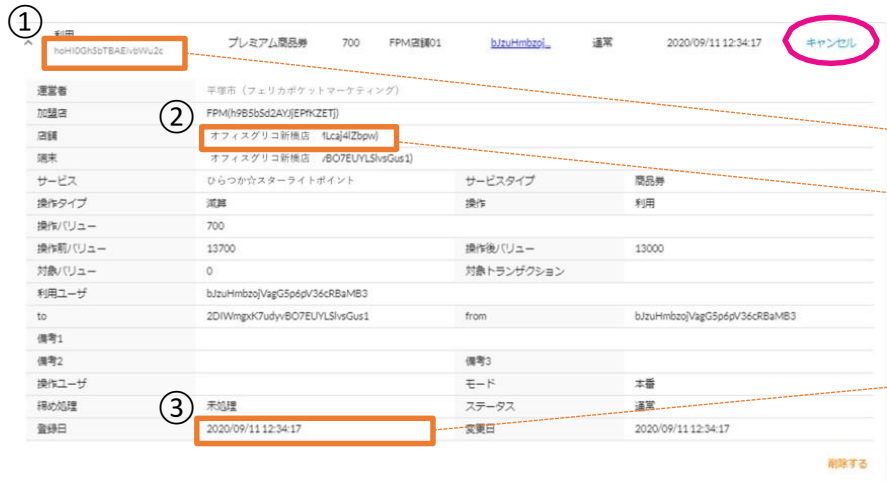 ①
利用
hoHI0GhSbTBAEivbWu2c プレミアム商品券 700 FPM店舗01 bJzuHmbzoj... 通常 2020/09/11 12:34:17 キャンセル
運営者 平塚市（フェリカポケットマーケティング）
加盟店 FPM(h9B5bSd2AYJjEPfKZETj)
②
店舗 オフィスグリコ新橋店 fLcaj4lZbpw)
端末 オフィスグリコ新橋店 /BO7EUYLSlvsGus1)
サービス ひらつか☆スターライトポイント サービスタイプ 商品券
操作タイプ 減算 操作 利用
操作バリュー 700
操作前バリュー 13700 操作後バリュー 13000
対象バリュー 0 対象トランザクション
利用ユーザ bJzuHmbzojVagG5p6pV36cRBaMB3
to 2DIWmgxK7udyvBO7EUYLSlvsGus1 from bJzuHmbzojVagG5p6pV36cRBaMB3
備考1
備考2 備考3
操作ユーザ モード 本番
③
締め処理 未処理 ステータス 通常
登録日 2020/09/11 12:34:17 変更日 2020/09/11 12:34:17
削除する